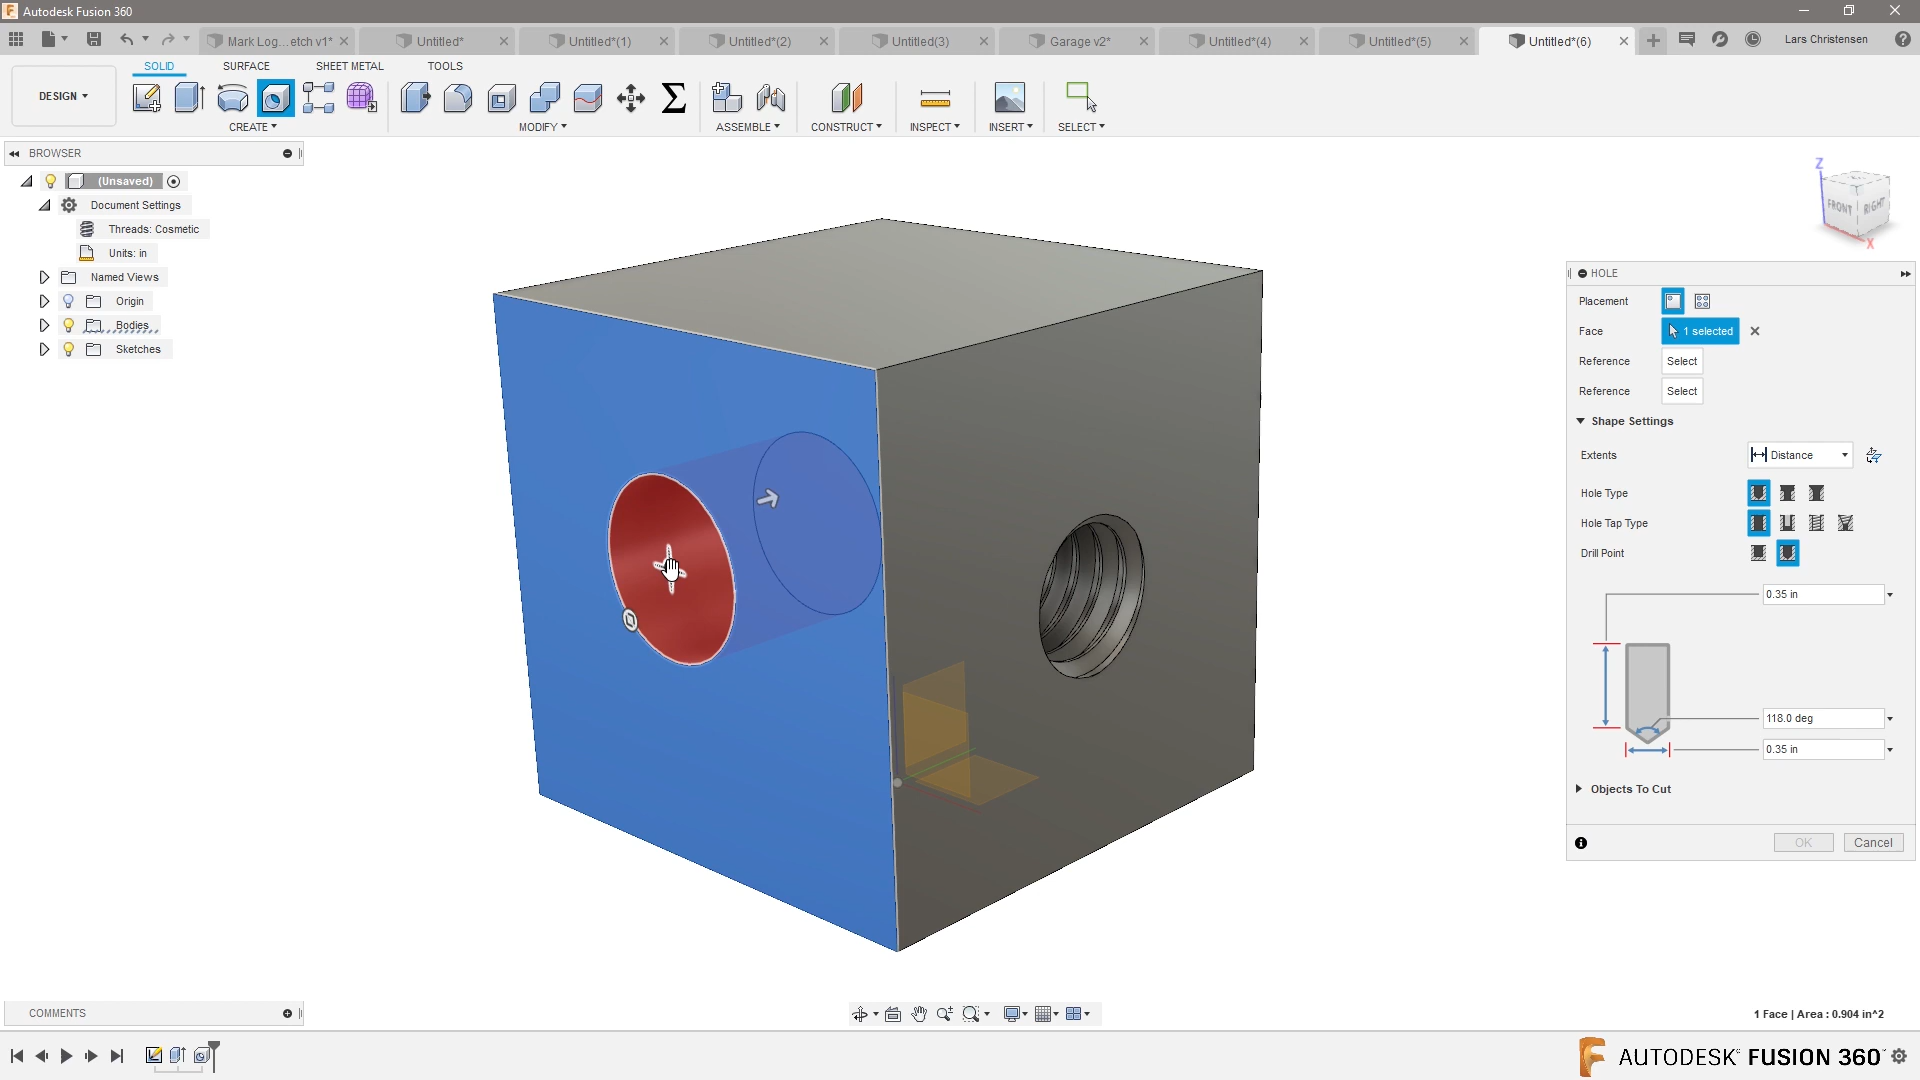 Autodesk Fusion 360
Mark Log...etch v1* Untitled* Untitled*(1) Untitled*(2) Untitled(3) Garage v2* Untitled*(4) Untitled*(5) Untitled*(6) Lars Christensen
SOLID SURFACE SHEET METAL TOOLS
DESIGN
CREATE MODIFY ASSEMBLE CONSTRUCT INSPECT INSERT SELECT
BROWSER
(Unsaved)
Document Settings
Threads: Cosmetic
Units: in
Named Views
Origin
Bodies
Sketches
Z
FRONT RIGHT
X
HOLE
Placement
Face 1 selected
Reference Select
Reference Select
Shape Settings
Extents Distance
Hole Type
Hole Tap Type
Drill Point
0.35 in
118.0 deg
0.35 in
Objects To Cut
OK Cancel
COMMENTS
1 Face | Area : 0.904 in^2
AUTODESK FUSION 360